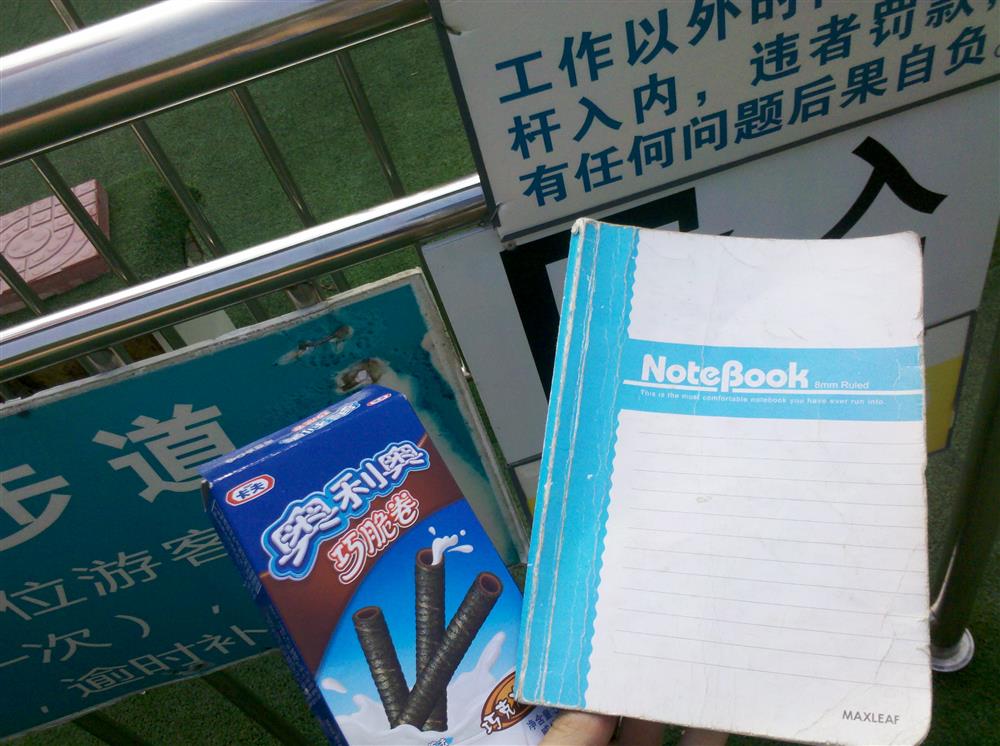 工作以外的
杆入内，违者罚款，
有任何问题后果自负。
入
步道
位游客
一次），
逾时补
卡夫
奥利奥
巧脆卷
巧克
NoteBook 8mm Ruled
This is the most comfortable notebook you have ever run into.
MAXLEAF